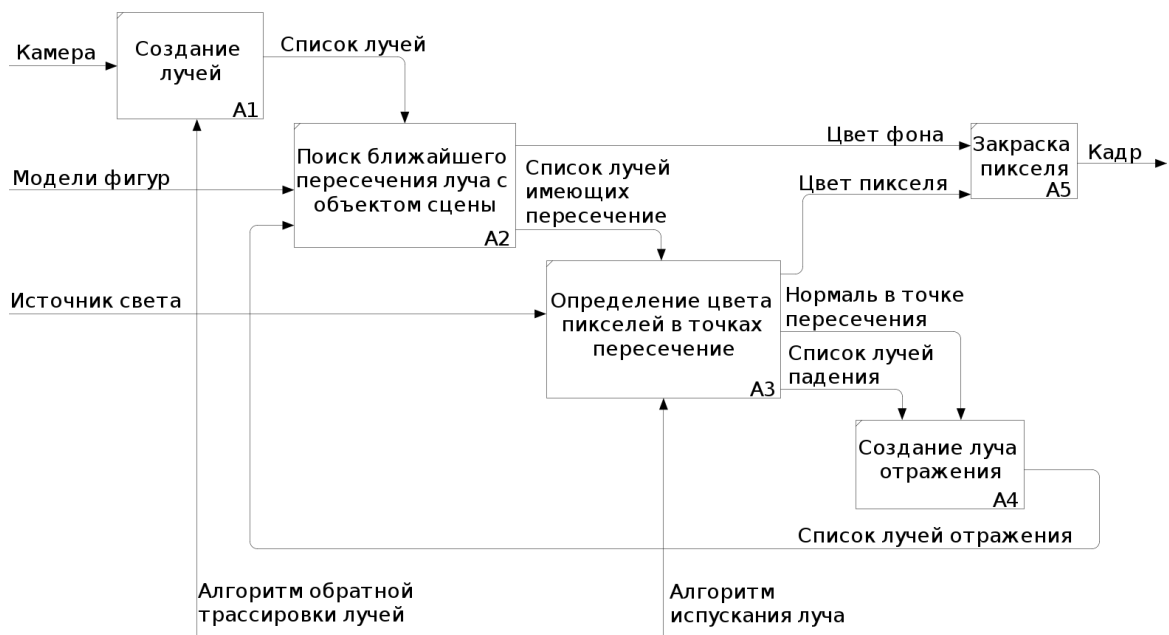 Камера
Создание
лучей
A1
Список лучей
Модели фигур
Поиск ближайшего
пересечения луча с
объектом сцены
A2
Цвет фона
Список лучей
имеющих
пересечение
Цвет пикселя
Закраска
пикселя
A5
Кадр
Источник света
Определение цвета
пикселей в точках
пересечение
A3
Нормаль в точке
пересечения
Список лучей
падения
Создание луча
отражения
A4
Список лучей отражения
Алгоритм обратной
трассировки лучей
Алгоритм
испускания луча